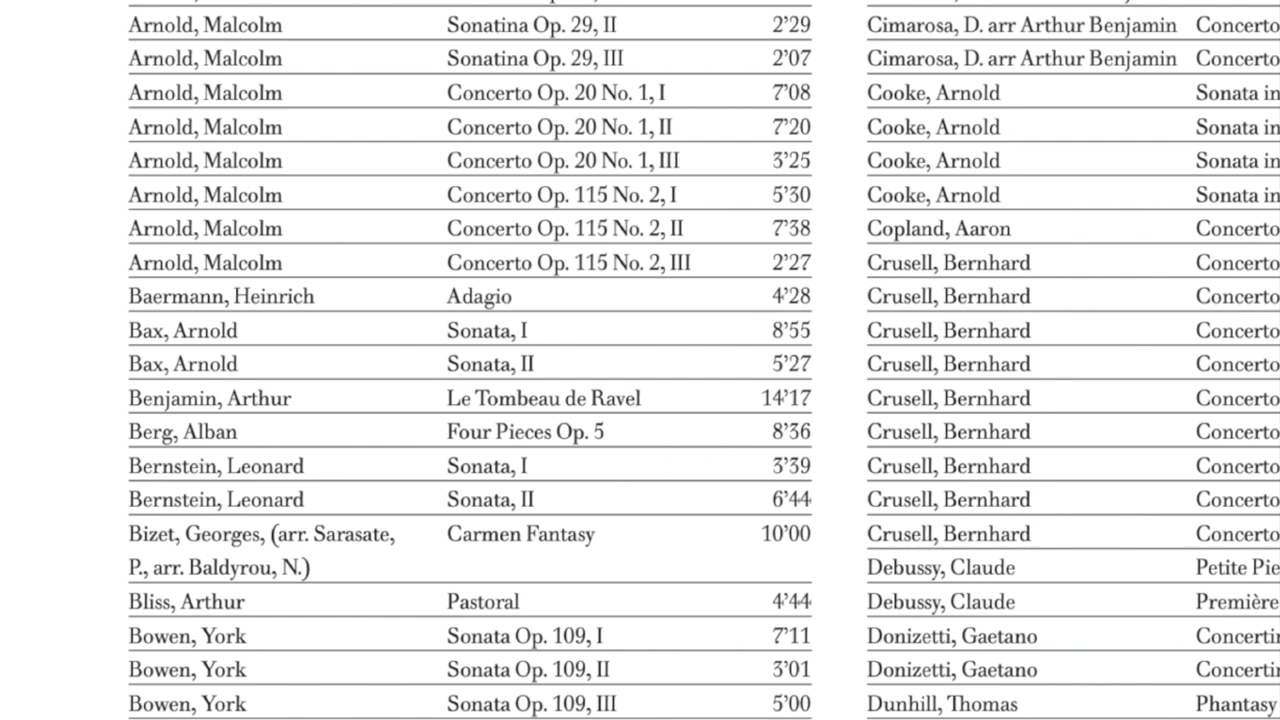 Arnold, Malcolm Sonatina Op. 29, II 2’29
Arnold, Malcolm Sonatina Op. 29, III 2’07
Arnold, Malcolm Concerto Op. 20 No. 1, I 7’08
Arnold, Malcolm Concerto Op. 20 No. 1, II 7’20
Arnold, Malcolm Concerto Op. 20 No. 1, III 3’25
Arnold, Malcolm Concerto Op. 115 No. 2, I 5’30
Arnold, Malcolm Concerto Op. 115 No. 2, II 7’38
Arnold, Malcolm Concerto Op. 115 No. 2, III 2’27
Baermann, Heinrich Adagio 4’28
Bax, Arnold Sonata, I 8’55
Bax, Arnold Sonata, II 5’27
Benjamin, Arthur Le Tombeau de Ravel 14’17
Berg, Alban Four Pieces Op. 5 8’36
Bernstein, Leonard Sonata, I 3’39
Bernstein, Leonard Sonata, II 6’44
Bizet, Georges, (arr. Sarasate, Carmen Fantasy 10’00
P., arr. Baldyrou, N.)
Bliss, Arthur Pastoral 4’44
Bowen, York Sonata Op. 109, I 7’11
Bowen, York Sonata Op. 109, II 3’01
Bowen, York Sonata Op. 109, III 5’00
Cimarosa, D. arr Arthur Benjamin Concerto
Cimarosa, D. arr Arthur Benjamin Concerto
Cooke, Arnold Sonata in
Cooke, Arnold Sonata in
Cooke, Arnold Sonata in
Cooke, Arnold Sonata in
Copland, Aaron Concerto
Crusell, Bernhard Concerto
Crusell, Bernhard Concerto
Crusell, Bernhard Concerto
Crusell, Bernhard Concerto
Crusell, Bernhard Concerto
Crusell, Bernhard Concerto
Crusell, Bernhard Concerto
Crusell, Bernhard Concerto
Crusell, Bernhard Concerto
Debussy, Claude Petite Pie
Debussy, Claude Première
Donizetti, Gaetano Concertin
Donizetti, Gaetano Concertin
Dunhill, Thomas Phantasy